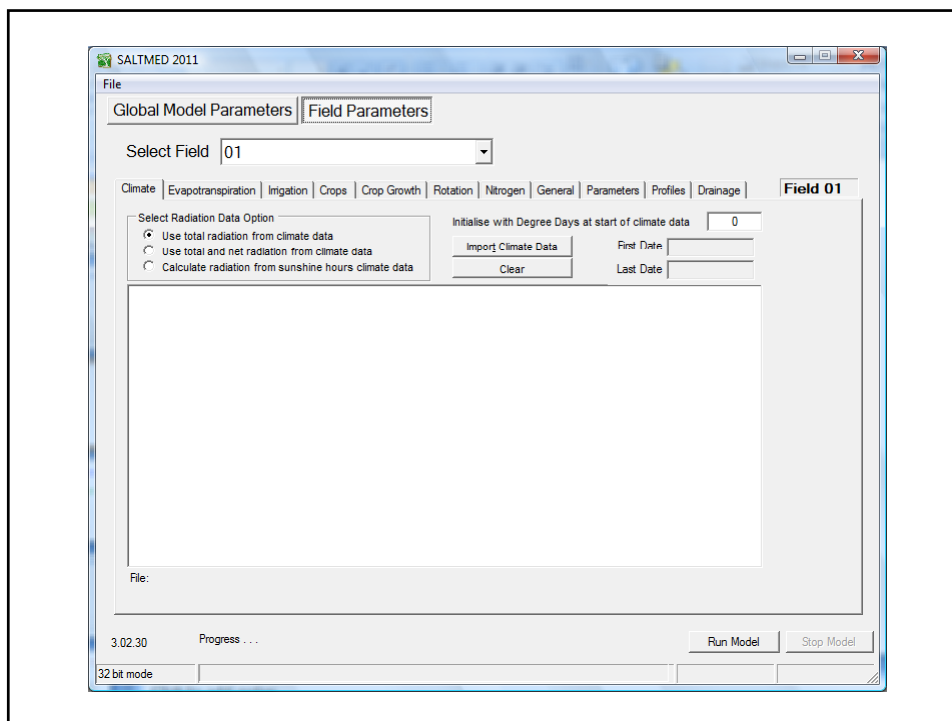 SALTMED 2011
File
Global Model Parameters Field Parameters
Select Field 01
Climate Evapotranspiration Irrigation Crops Crop Growth Rotation Nitrogen General Parameters Profiles Drainage Field 01
Select Radiation Data Option
Use total radiation from climate data
Use total and net radiation from climate data
Calculate radiation from sunshine hours climate data
Initialise with Degree Days at start of climate data 0
Import Climate Data First Date
Clear Last Date
File:
3.02.30 Progress . . . Run Model Stop Model
32 bit mode